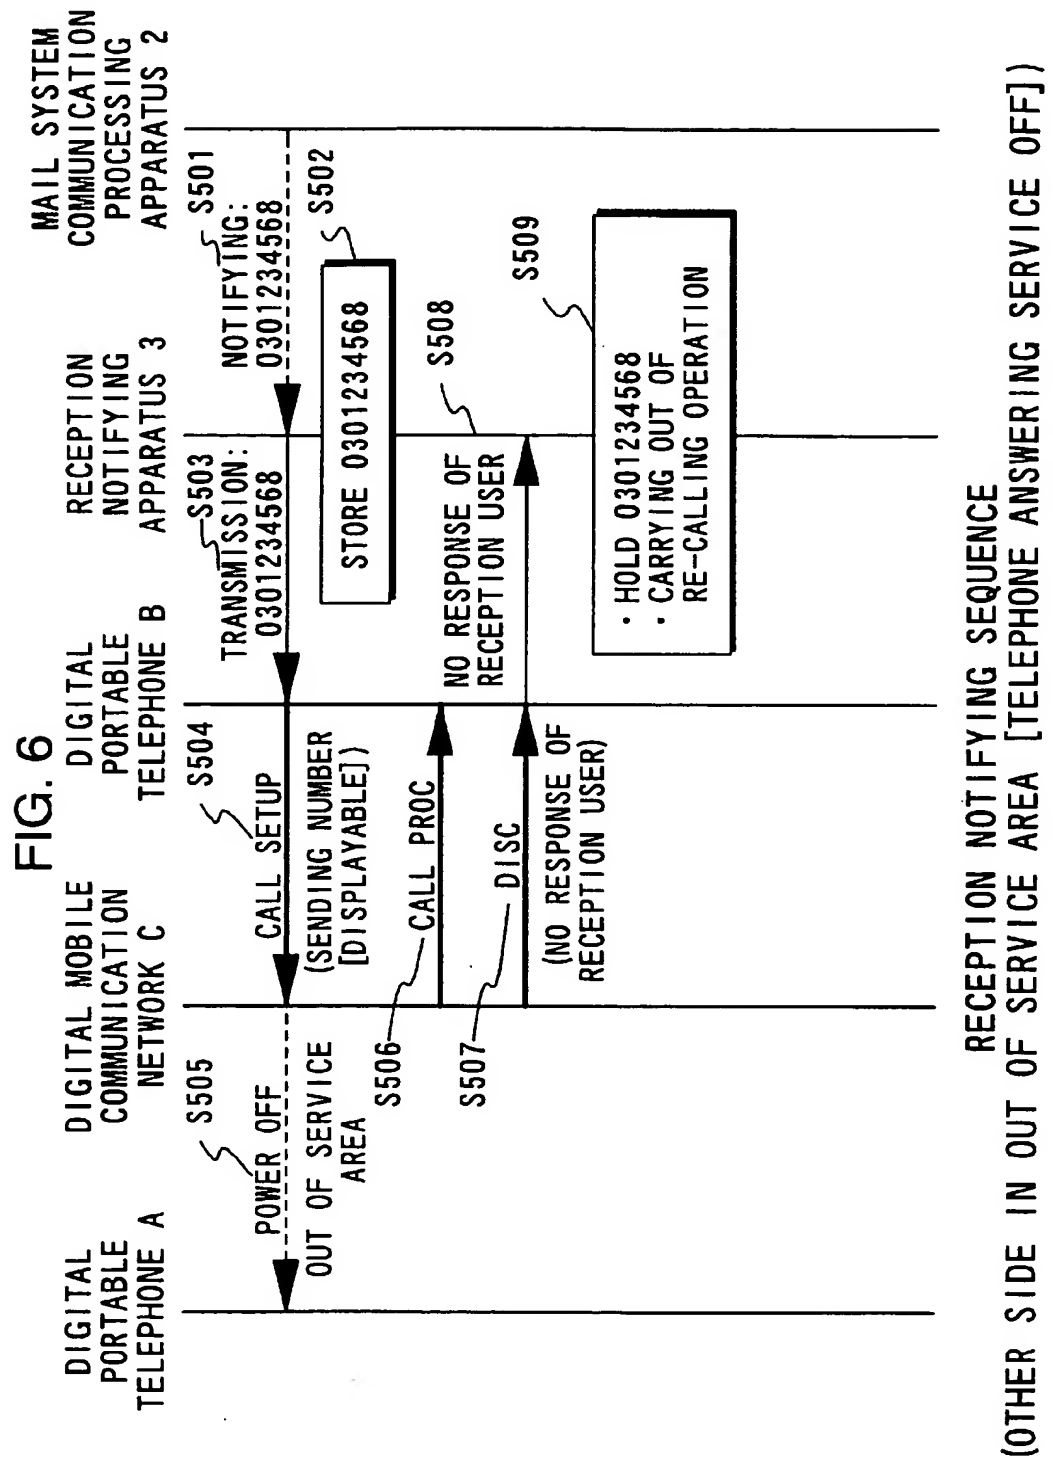 FIG. 6
DIGITAL
PORTABLE
TELEPHONE A
DIGITAL MOBILE
COMMUNICATION
NETWORK C
DIGITAL
PORTABLE
TELEPHONE B
RECEPTION
NOTIFYING
APPARATUS 3
MAIL SYSTEM
COMMUNICATION
PROCESSING
APPARATUS 2
S501
NOTIFYING:
0301234568
S502
STORE 0301234568
S503
TRANSMISSION:
0301234568
S504
CALL SETUP
(SENDING NUMBER
[DISPLAYABLE])
S505
POWER OFF
OUT OF SERVICE
AREA
S506
CALL PROC
S507
DISC
(NO RESPONSE OF
RECEPTION USER)
S508
NO RESPONSE OF
RECEPTION USER
S509
· HOLD 0301234568
· CARRYING OUT OF
RE-CALLING OPERATION
RECEPTION NOTIFYING SEQUENCE
(OTHER SIDE IN OUT OF SERVICE AREA [TELEPHONE ANSWERING SERVICE OFF])